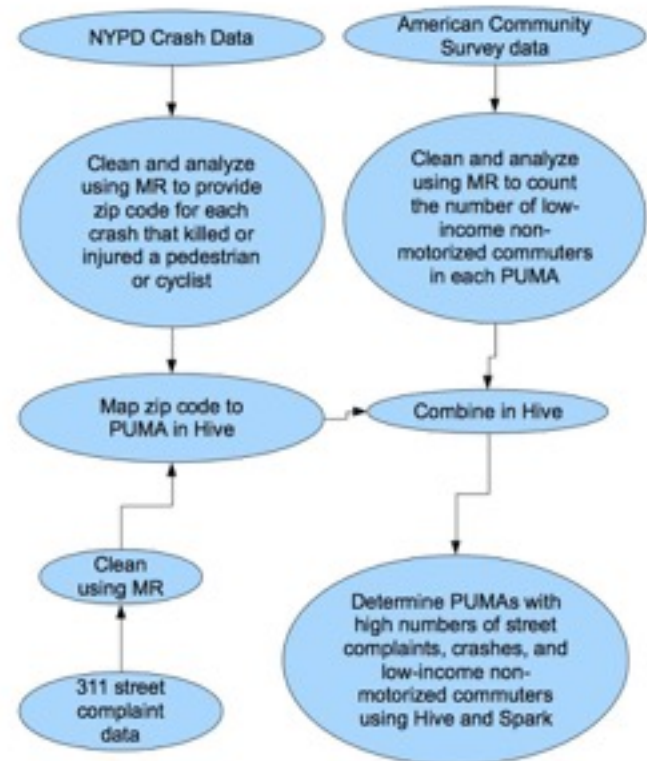 NYPD Crash Data
American Community
Survey data
Clean and analyze
using MR to provide
zip code for each
crash that killed or
injured a pedestrian
or cyclist
Clean and analyze
using MR to count
the number of low-
income non-
motorized commuters
in each PUMA
Map zip code to
PUMA in Hive
Combine in Hive
Clean
using MR
311 street
complaint
data
Determine PUMAs with
high numbers of street
complaints, crashes, and
low-income non-
motorized commuters
using Hive and Spark